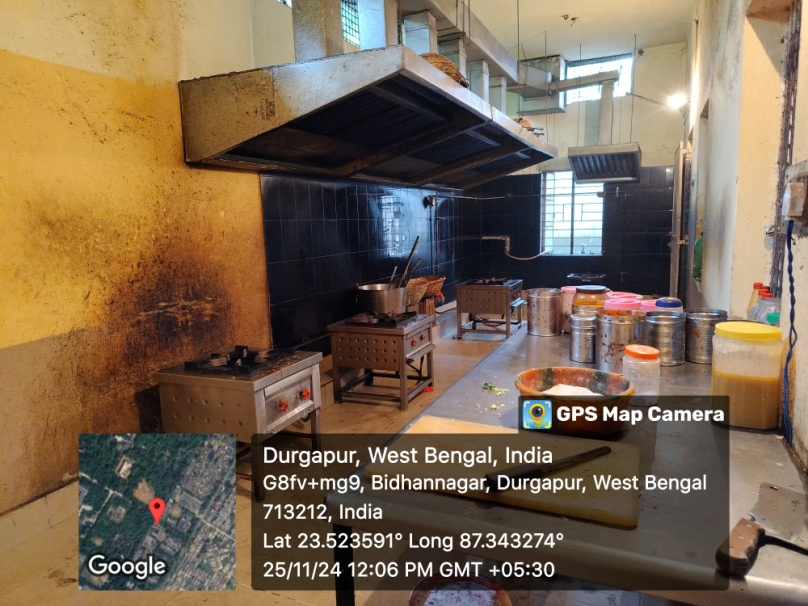 GPS Map Camera
Durgapur, West Bengal, India
G8fv+mg9, Bidhannagar, Durgapur, West Bengal
713212, India
Lat 23.523591° Long 87.343274°
25/11/24 12:06 PM GMT +05:30
Google